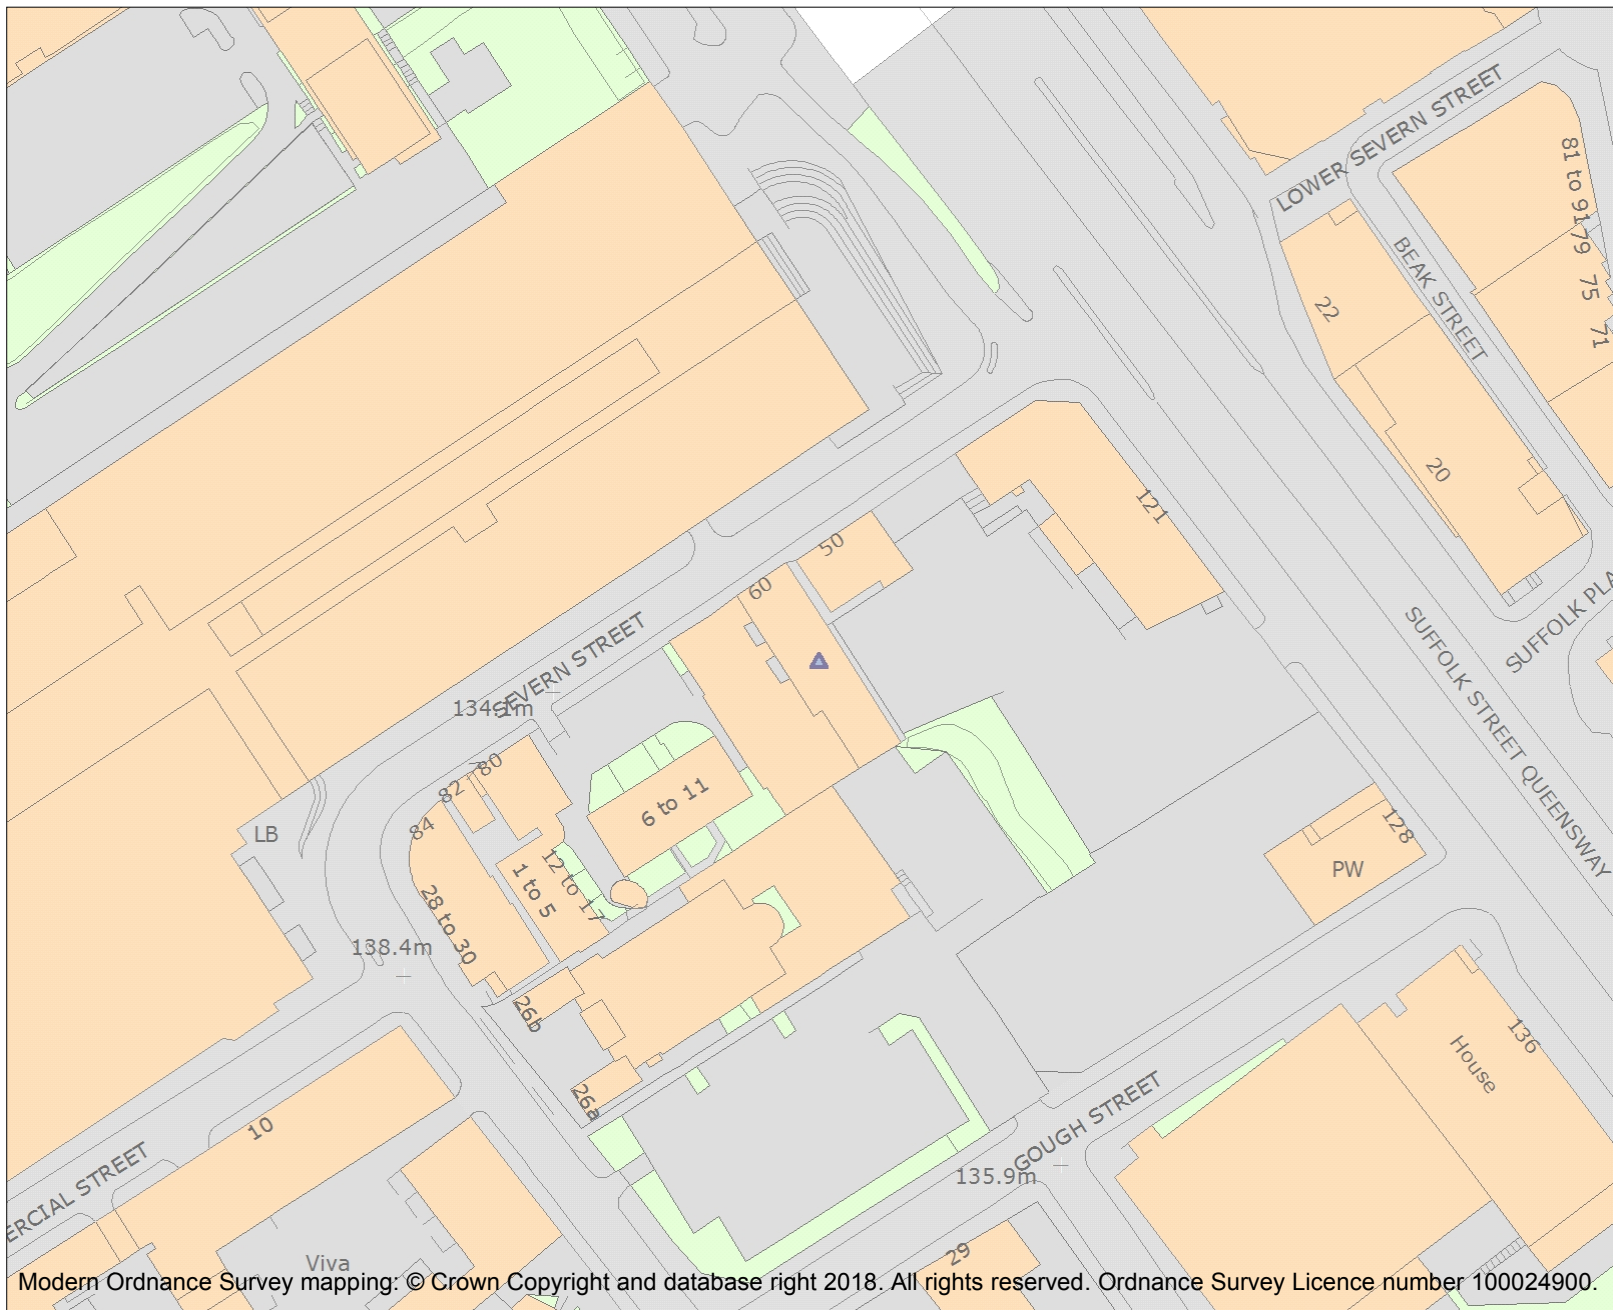 LOWER SEVERN STREET
81 to 91
79
75
71
BEAK STREET
22
20
121
50
60
SUFFOLK PLA
SUFFOLK STREET QUEENSWAY
SEVERN STREET
134.1m
80
82
84
6 to 11
12 to 17
1 to 5
28 to 30
LB
128
PW
138.4m
26b
26a
136
House
GOUGH STREET
135.9m
10
ERCIAL STREET
Viva
29
Modern Ordnance Survey mapping: © Crown Copyright and database right 2018. All rights reserved. Ordnance Survey Licence number 100024900.